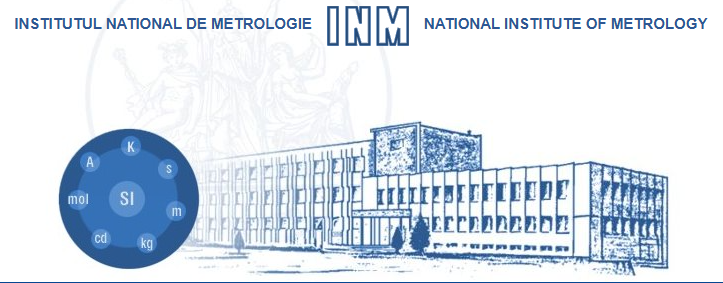 INSTITUTUL NATIONAL DE METROLOGIE INM NATIONAL INSTITUTE OF METROLOGY
K
A
s
mol
SI
m
cd
kg